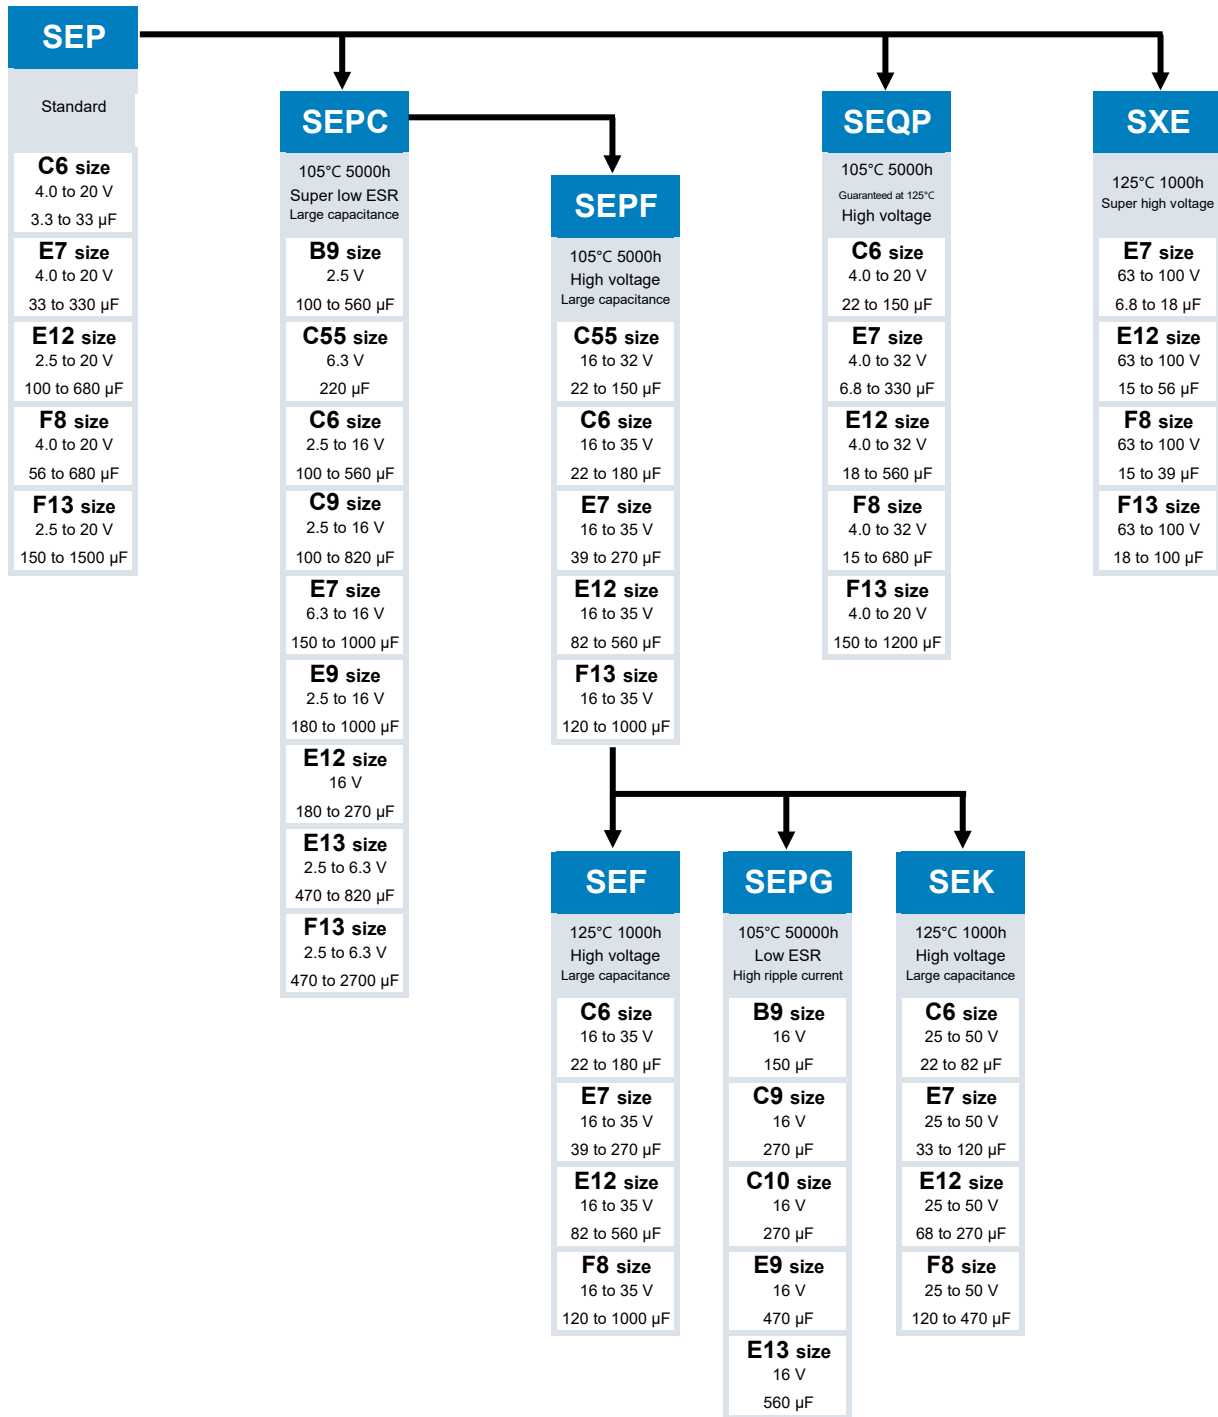 SEP
Standard
C6 size
4.0 to 20 V
3.3 to 33 µF
E7 size
4.0 to 20 V
33 to 330 µF
E12 size
2.5 to 20 V
100 to 680 µF
F8 size
4.0 to 20 V
56 to 680 µF
F13 size
2.5 to 20 V
150 to 1500 µF
SEPC
105°C 5000h
Super low ESR
Large capacitance
B9 size
2.5 V
100 to 560 µF
C55 size
6.3 V
220 µF
C6 size
2.5 to 16 V
100 to 560 µF
C9 size
2.5 to 16 V
100 to 820 µF
E7 size
6.3 to 16 V
150 to 1000 µF
E9 size
2.5 to 16 V
180 to 1000 µF
E12 size
16 V
180 to 270 µF
E13 size
2.5 to 6.3 V
470 to 820 µF
F13 size
2.5 to 6.3 V
470 to 2700 µF
SEPF
105°C 5000h
High voltage
Large capacitance
C55 size
16 to 32 V
22 to 150 µF
C6 size
16 to 35 V
22 to 180 µF
E7 size
16 to 35 V
39 to 270 µF
E12 size
16 to 35 V
82 to 560 µF
F13 size
16 to 35 V
120 to 1000 µF
SEQP
105°C 5000h
Guaranteed at 125°C
High voltage
C6 size
4.0 to 20 V
22 to 150 µF
E7 size
4.0 to 32 V
6.8 to 330 µF
E12 size
4.0 to 32 V
18 to 560 µF
F8 size
4.0 to 32 V
15 to 680 µF
F13 size
4.0 to 20 V
150 to 1200 µF
SXE
125°C 1000h
Super high voltage
E7 size
63 to 100 V
6.8 to 18 µF
E12 size
63 to 100 V
15 to 56 µF
F8 size
63 to 100 V
15 to 39 µF
F13 size
63 to 100 V
18 to 100 µF
SEF
125°C 1000h
High voltage
Large capacitance
C6 size
16 to 35 V
22 to 180 µF
E7 size
16 to 35 V
39 to 270 µF
E12 size
16 to 35 V
82 to 560 µF
F8 size
16 to 35 V
120 to 1000 µF
SEPG
105°C 50000h
Low ESR
High ripple current
B9 size
16 V
150 µF
C9 size
16 V
270 µF
C10 size
16 V
270 µF
E9 size
16 V
470 µF
E13 size
16 V
560 µF
SEK
125°C 1000h
High voltage
Large capacitance
C6 size
25 to 50 V
22 to 82 µF
E7 size
25 to 50 V
33 to 120 µF
E12 size
25 to 50 V
68 to 270 µF
F8 size
25 to 50 V
120 to 470 µF